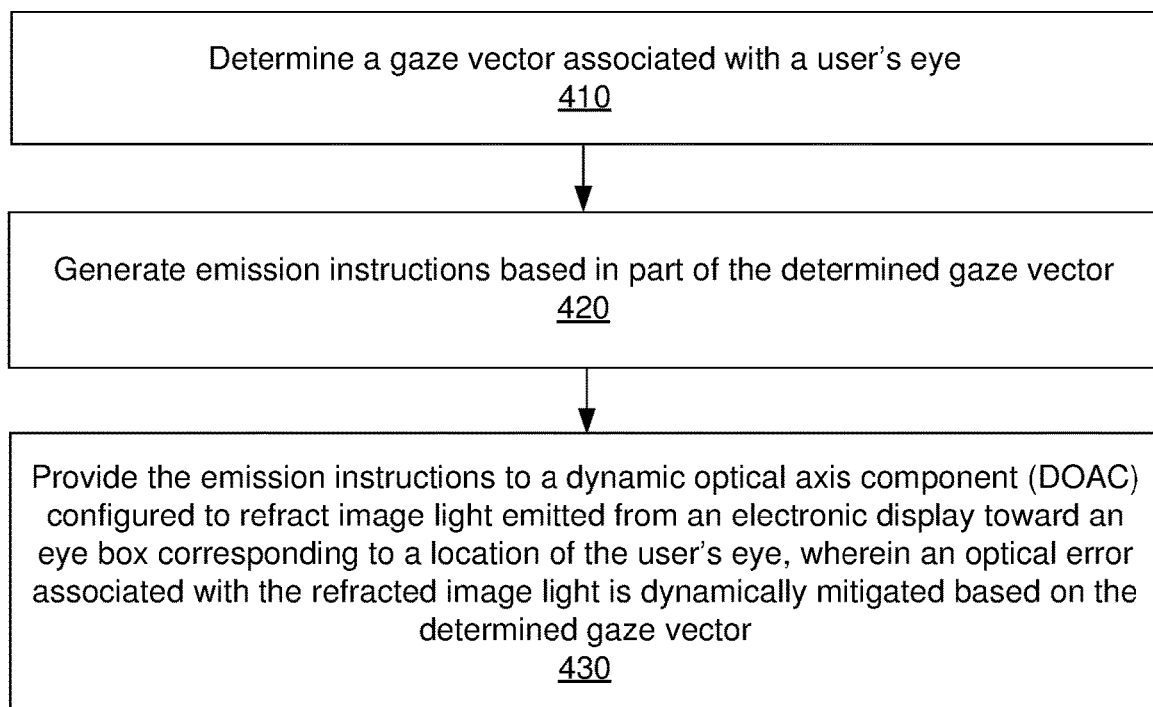 Determine a gaze vector associated with a user's eye
410
Generate emission instructions based in part of the determined gaze vector
420
Provide the emission instructions to a dynamic optical axis component (DOAC)
configured to refract image light emitted from an electronic display toward an
eye box corresponding to a location of the user's eye, wherein an optical error
associated with the refracted image light is dynamically mitigated based on the
determined gaze vector
430